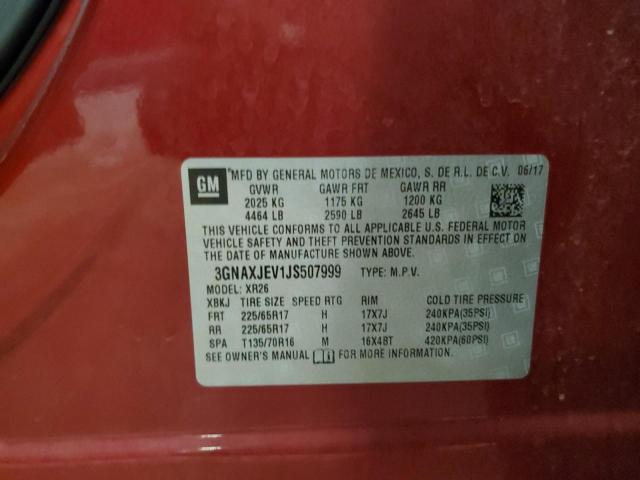 GM
MFD BY GENERAL MOTORS DE MEXICO, S. DE R.L. DE C.V. 06/17
GVWR GAWR FRT GAWR RR
2025 KG 1175 KG 1200 KG
4464 LB 2590 LB 2645 LB
THIS VEHICLE CONFORMS TO ALL APPLICABLE U.S. FEDERAL MOTOR
VEHICLE SAFETY AND THEFT PREVENTION STANDARDS IN EFFECT ON
THE DATE OF MANUFACTURE SHOWN ABOVE.
3GNAXJEV1JS507999 TYPE: M.P.V.
MODEL: XR26
XBKJ TIRE SIZE SPEED RTG RIM COLD TIRE PRESSURE
FRT 225/65R17 H 17X7J 240KPA(35PSI)
RR 225/65R17 H 17X7J 240KPA(35PSI)
SPA T135/70R16 M 16X4BT 420KPA(60PSI)
SEE OWNER'S MANUAL FOR MORE INFORMATION.